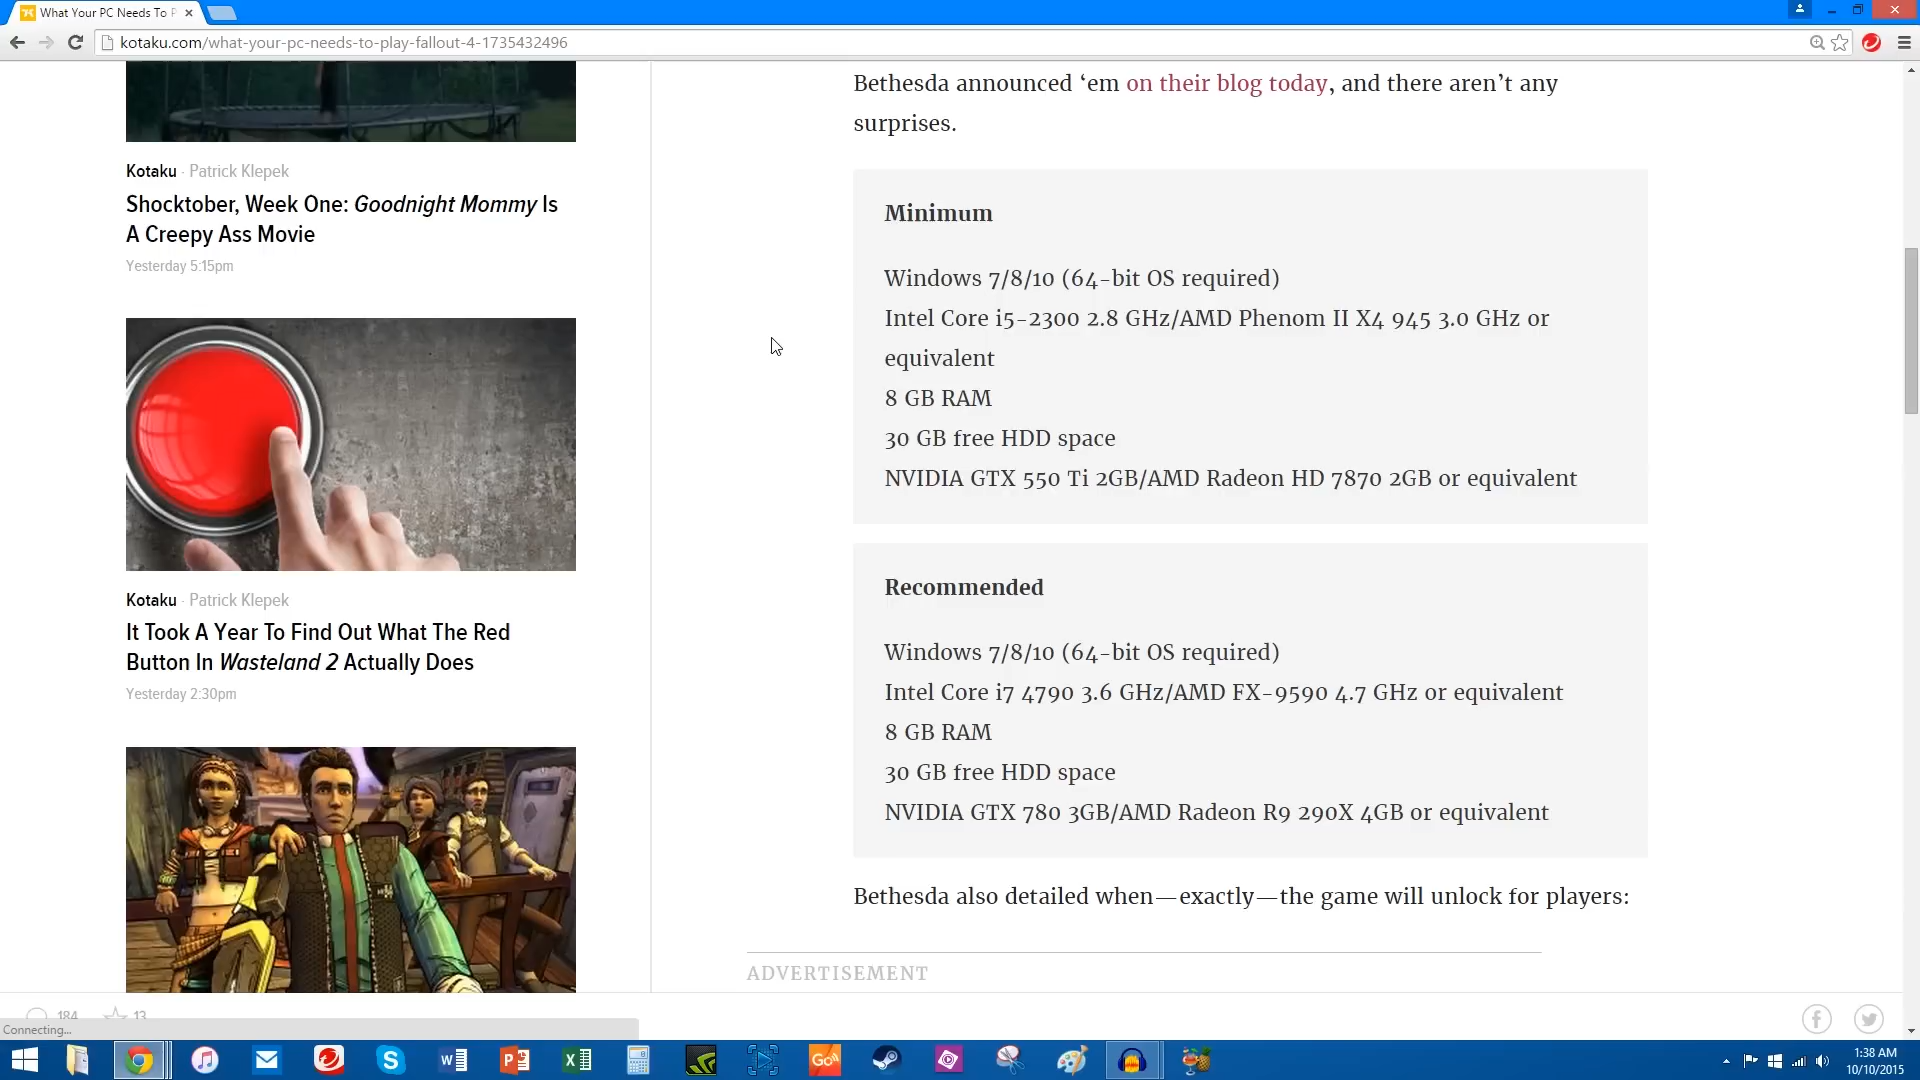 What Your PC Needs To P
kotaku.com/what-your-pc-needs-to-play-fallout-4-1735432496
Kotaku · Patrick Klepek
Shocktober, Week One: Goodnight Mommy Is
A Creepy Ass Movie
Yesterday 5:15pm
Kotaku · Patrick Klepek
It Took A Year To Find Out What The Red
Button In Wasteland 2 Actually Does
Yesterday 2:30pm
Bethesda announced ‘em on their blog today, and there aren’t any
surprises.
Minimum
Windows 7/8/10 (64-bit OS required)
Intel Core i5-2300 2.8 GHz/AMD Phenom II X4 945 3.0 GHz or
equivalent
8 GB RAM
30 GB free HDD space
NVIDIA GTX 550 Ti 2GB/AMD Radeon HD 7870 2GB or equivalent
Recommended
Windows 7/8/10 (64-bit OS required)
Intel Core i7 4790 3.6 GHz/AMD FX-9590 4.7 GHz or equivalent
8 GB RAM
30 GB free HDD space
NVIDIA GTX 780 3GB/AMD Radeon R9 290X 4GB or equivalent
Bethesda also detailed when—exactly—the game will unlock for players:
ADVERTISEMENT
184 13
Connecting...
Go
1:38 AM
10/10/2015